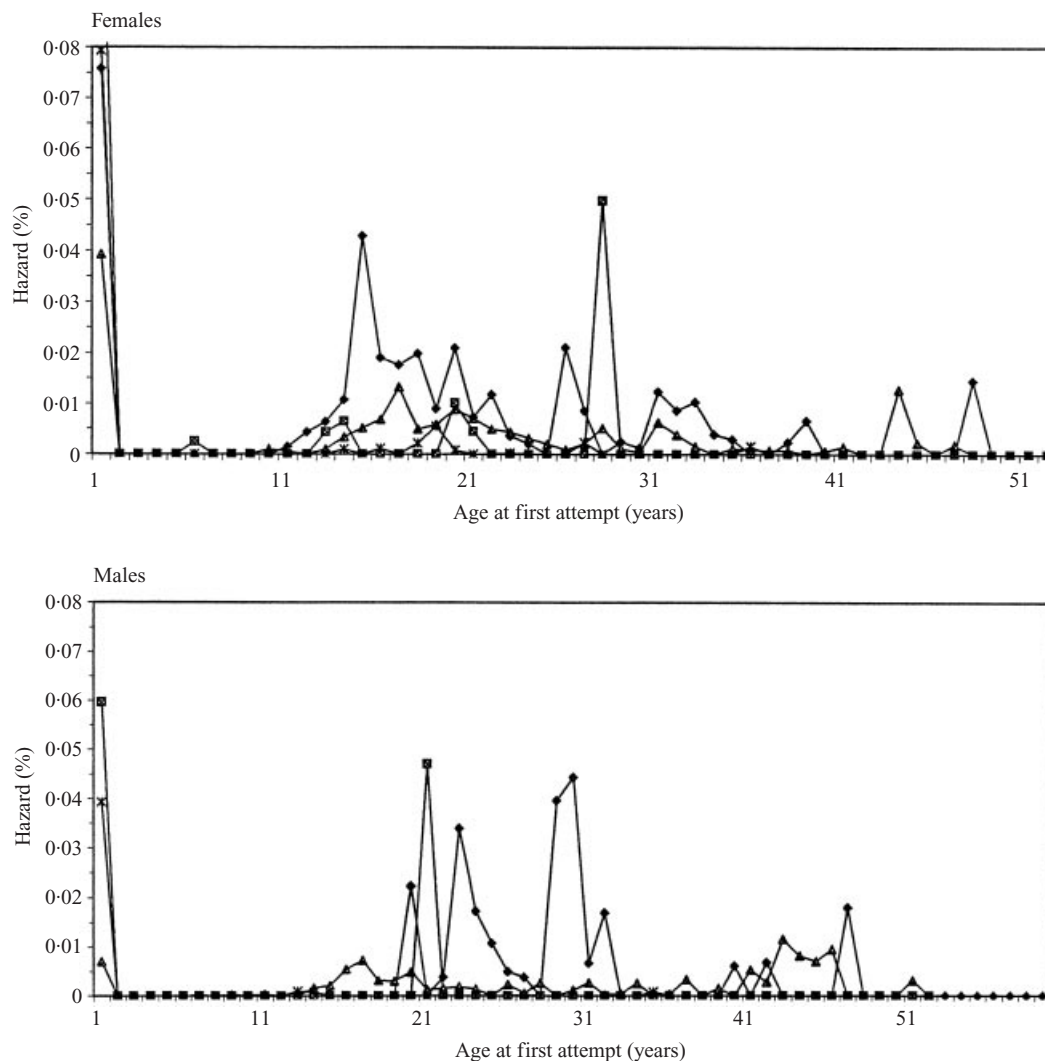 Females
0·08
0·07
0·06
0·05
0·04
0·03
0·02
0·01
0
Hazard (%)
1 11 21 31 41 51
Age at first attempt (years)
Males
0·08
0·07
0·06
0·05
0·04
0·03
0·02
0·01
0
Hazard (%)
1 11 21 31 41 51
Age at first attempt (years)